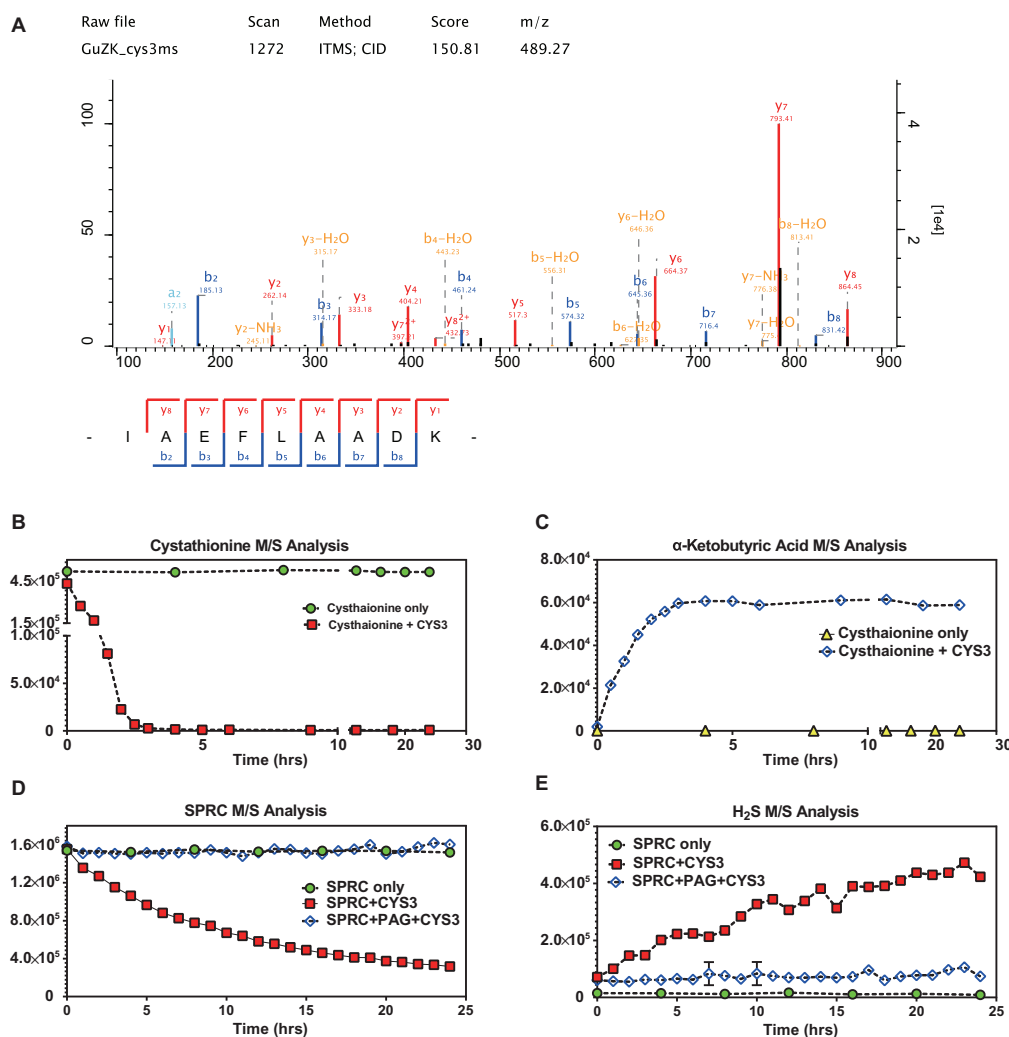 A
Raw file Scan Method Score m/z
GuZK_cys3ms 1272 ITMS; CID 150.81 489.27
100
50
0
4
2
0
[1e4]
y7
793.41
y6-H2O
646.36
b8-H2O
813.41
y3-H2O
315.17
b4-H2O
443.23
b5-H2O
556.31
y6
664.37
a2
157.13
b2
185.13
y2
262.14
b3
314.17
y3
333.18
y4
404.21
b4
461.24
y5
517.3
b5
574.32
b6
645.36
b7
716.4
y7-NH3
776.38
y8
864.45
b8
831.42
y1
y2-NH3
y7 2+
397.21
y8 2+
b6-H2O
y7-H2O
100 200 300 400 500 600 700 800 900
y8 y7 y6 y5 y4 y3 y2 y1
- I A E F L A A D K -
b2 b3 b4 b5 b6 b7 b8
B
Cystathionine M/S Analysis
4.5×10⁵
1.5×10⁵
1.0×10⁵
5.0×10⁴
0
Cysthaionine only
Cysthaionine + CYS3
0 5 10 20 30
Time (hrs)
C
α-Ketobutyric Acid M/S Analysis
8.0×10⁴
6.0×10⁴
4.0×10⁴
2.0×10⁴
0
Cysthaionine only
Cysthaionine + CYS3
0 5 10 20 30
Time (hrs)
D
SPRC M/S Analysis
1.6×10⁶
1.2×10⁶
8.0×10⁵
4.0×10⁵
0
SPRC only
SPRC+CYS3
SPRC+PAG+CYS3
0 5 10 15 20 25
Time (hrs)
E
H2S M/S Analysis
6.0×10⁵
4.0×10⁵
2.0×10⁵
0
SPRC only
SPRC+CYS3
SPRC+PAG+CYS3
0 5 10 15 20 25
Time (hrs)